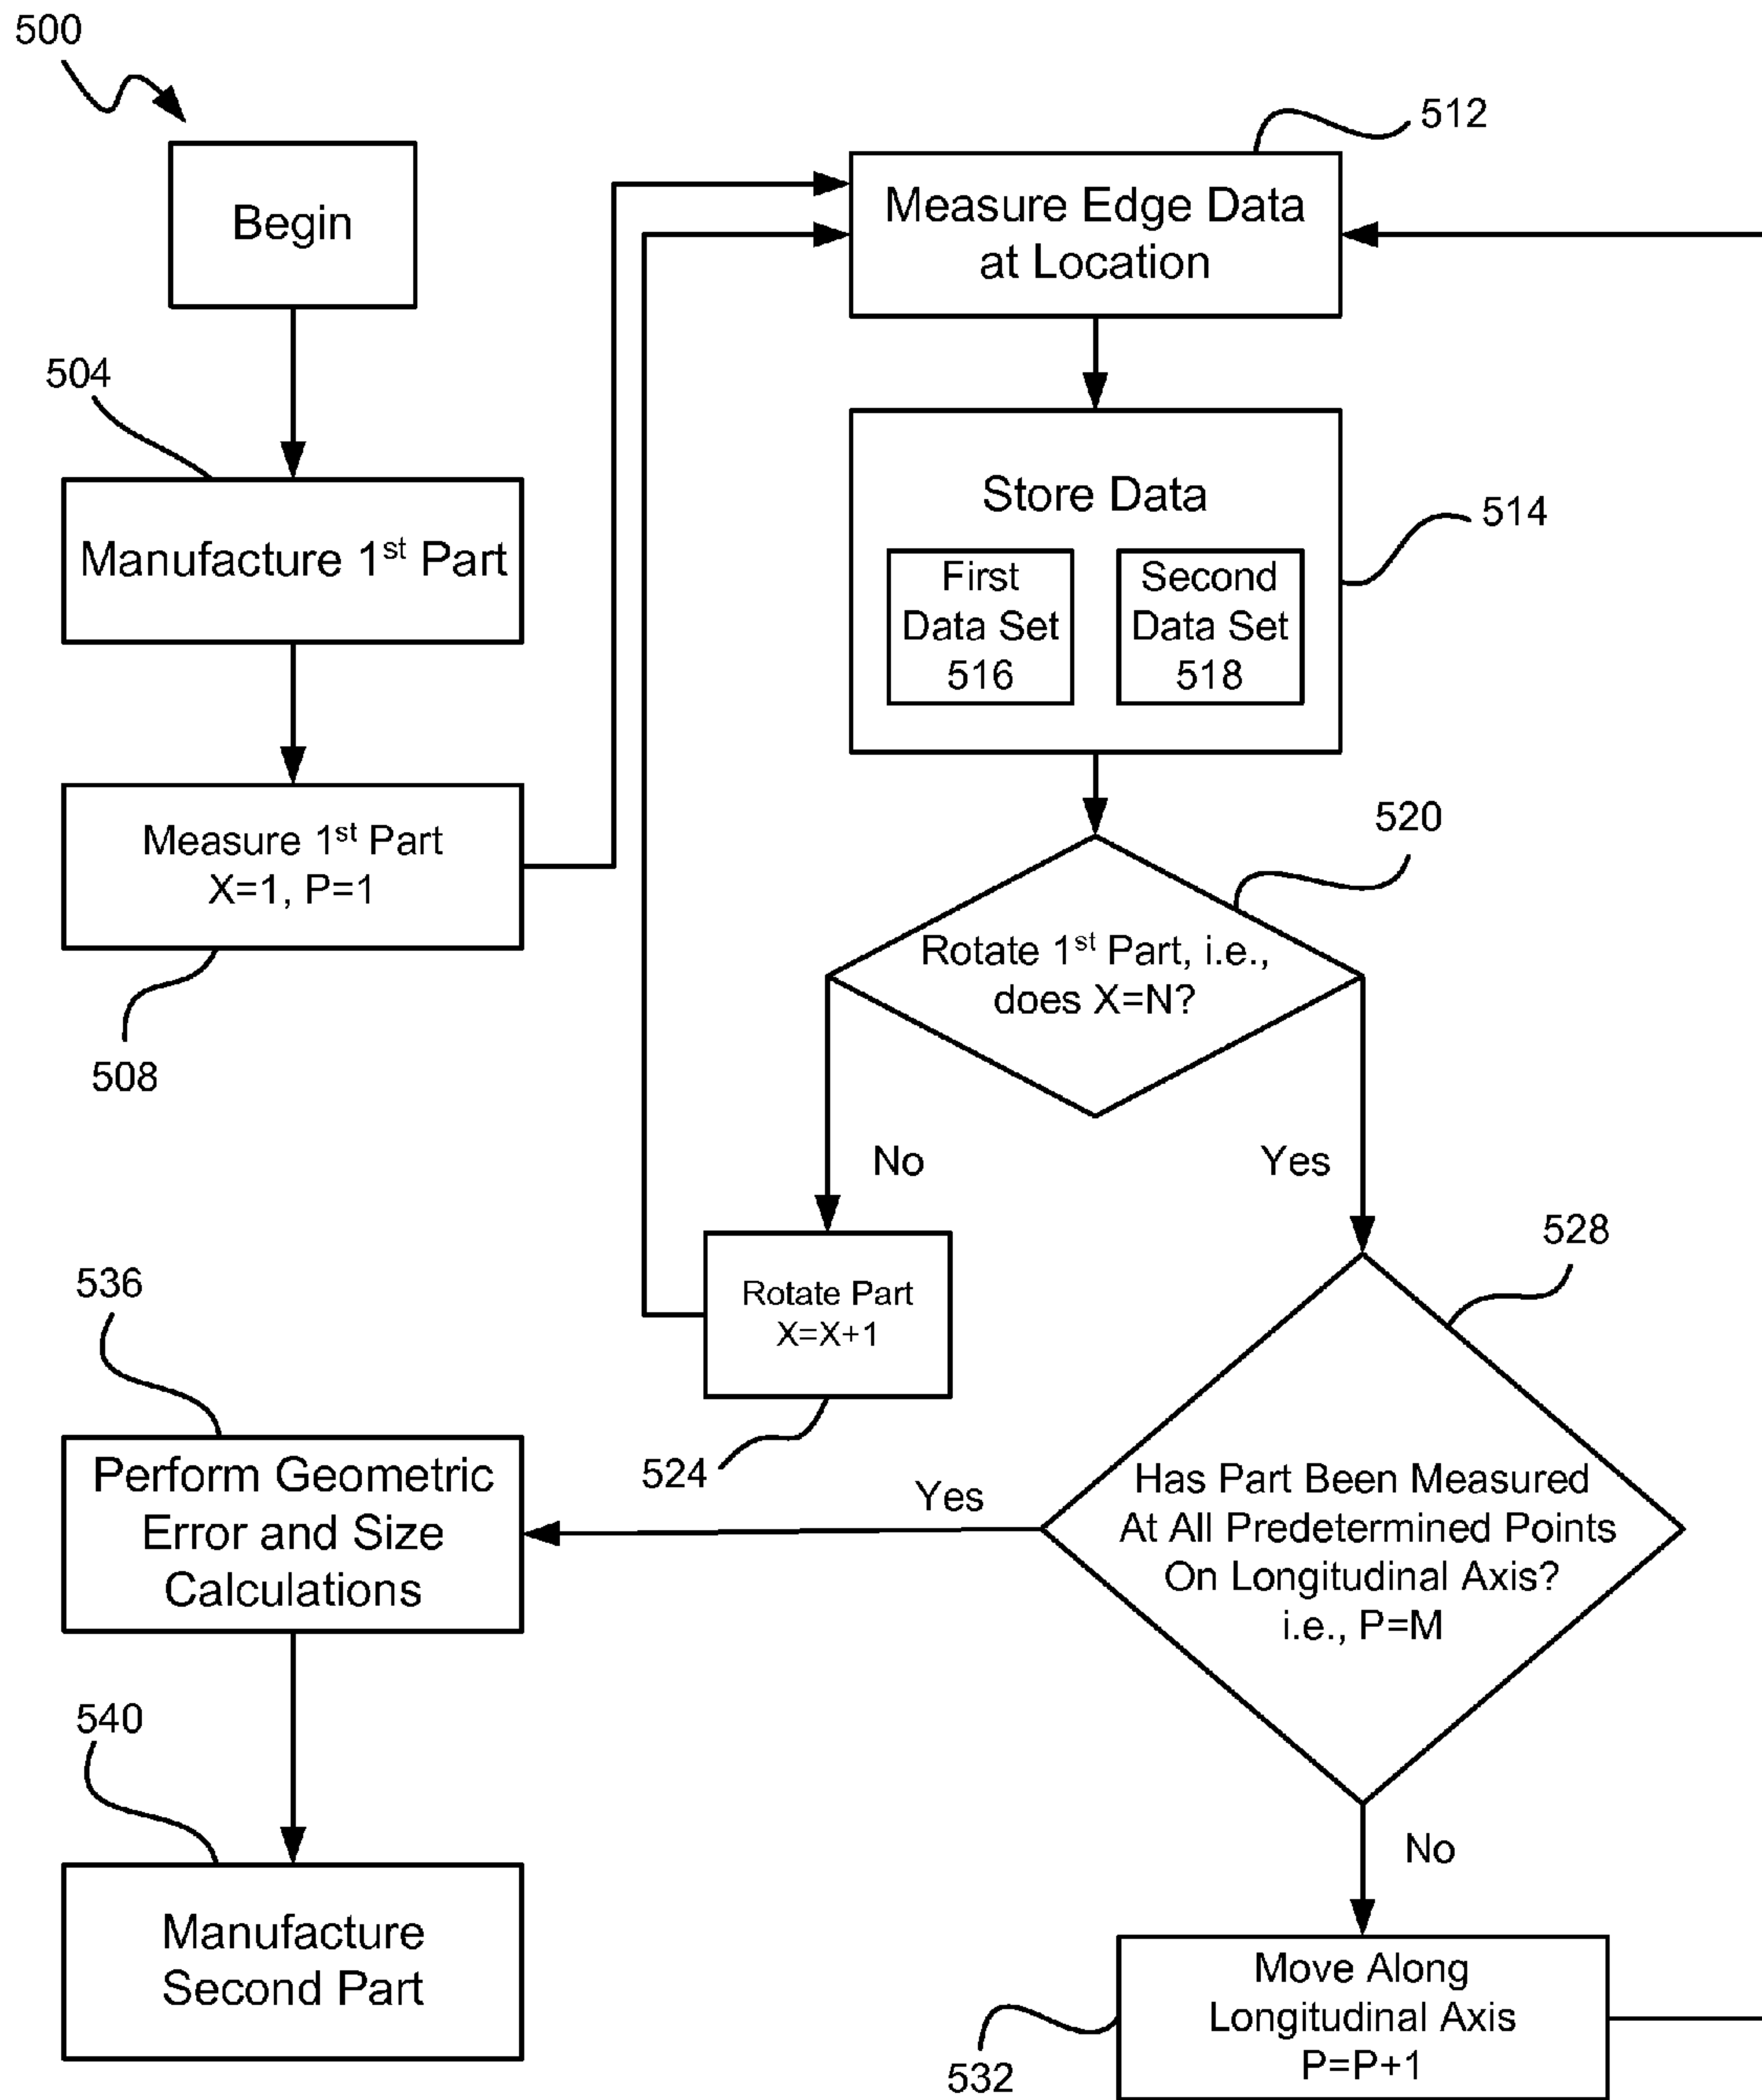 500
Begin
504
Manufacture 1st Part
Measure 1st Part
X=1, P=1
508
512
Measure Edge Data
at Location
Store Data
514
First
Data Set
516
Second
Data Set
518
520
Rotate 1st Part, i.e.,
does X=N?
No
Yes
Rotate Part
X=X+1
524
528
Has Part Been Measured
At All Predetermined Points
On Longitudinal Axis?
i.e., P=M
Yes
No
536
Perform Geometric
Error and Size
Calculations
540
Manufacture
Second Part
Move Along
Longitudinal Axis
P=P+1
532